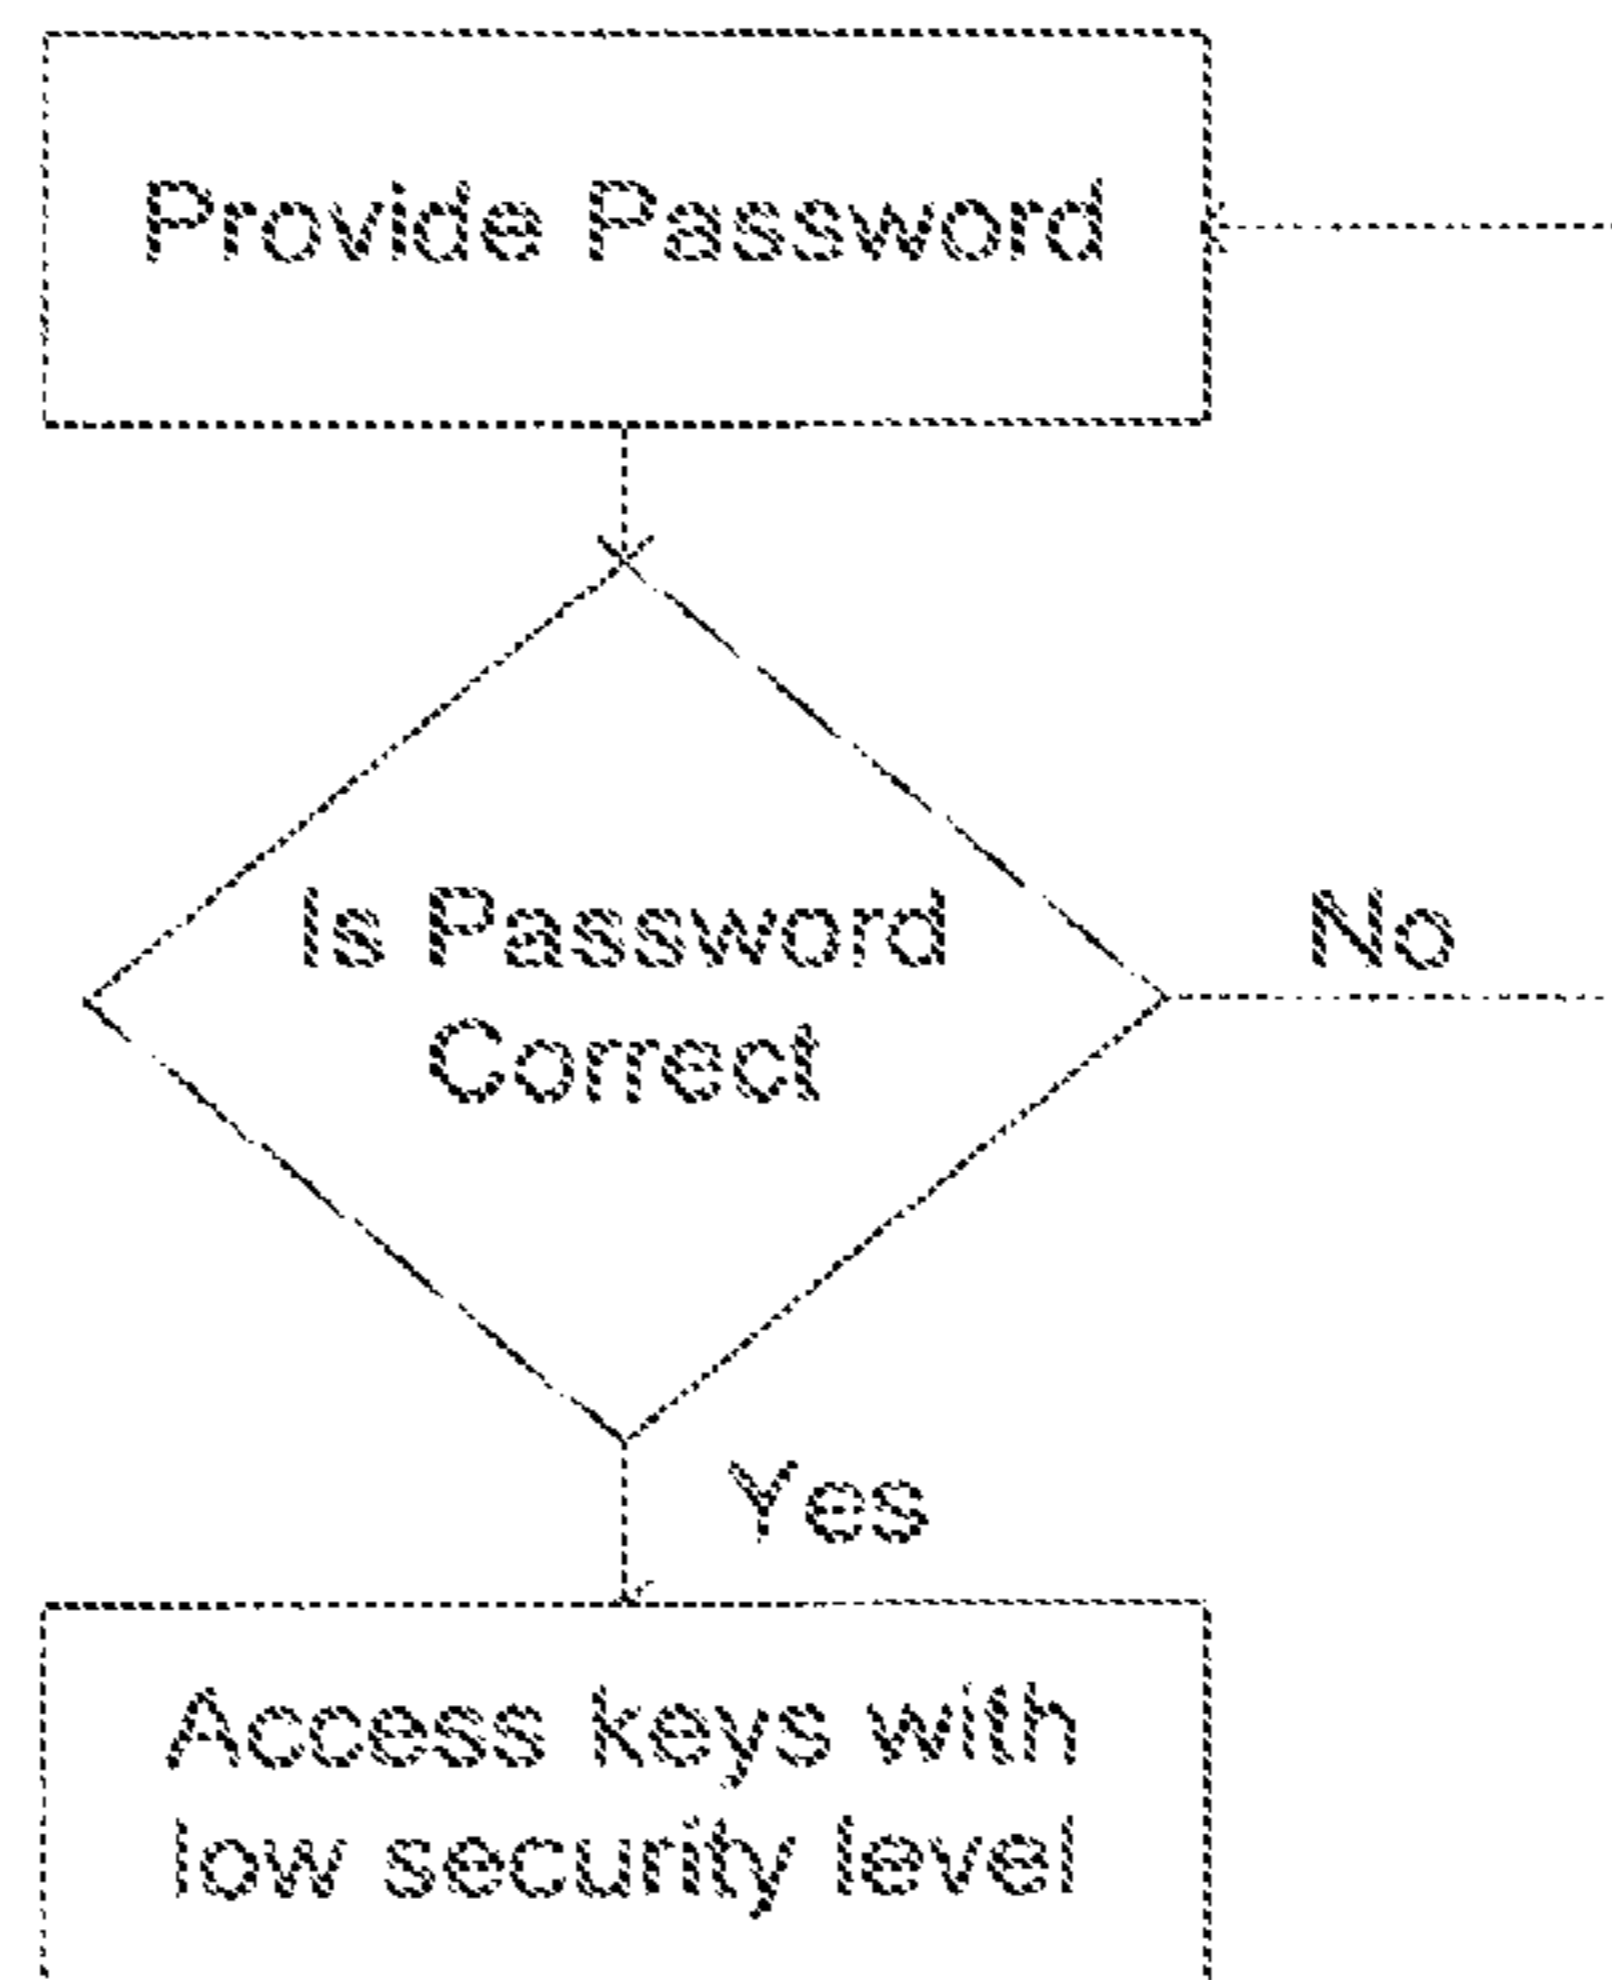 Provide Password
Is Password
Correct
No
Yes
Access keys with
low security level